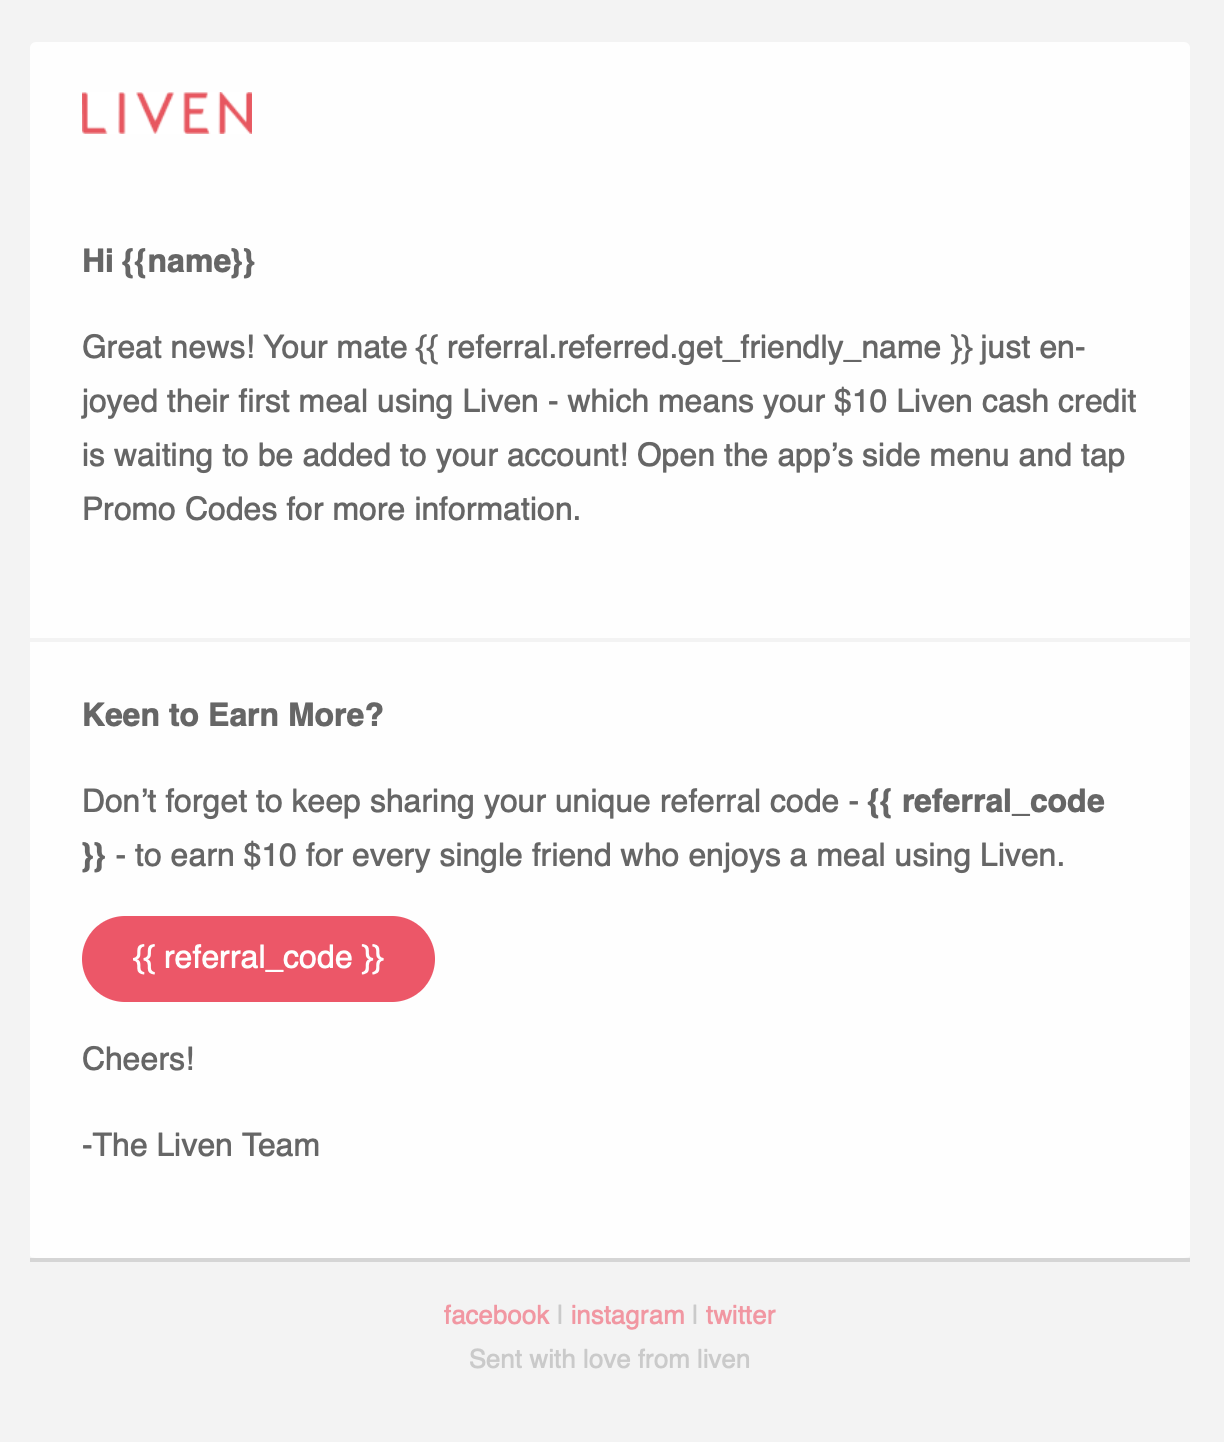 LIVEN
Hi {{name}}
Great news! Your mate {{ referral.referred.get_friendly_name }} just en-
joyed their first meal using Liven - which means your $10 Liven cash credit
is waiting to be added to your account! Open the app’s side menu and tap
Promo Codes for more information.
Keen to Earn More?
Don’t forget to keep sharing your unique referral code - {{ referral_code
}} - to earn $10 for every single friend who enjoys a meal using Liven.
{{ referral_code }}
Cheers!
-The Liven Team
facebook | instagram | twitter
Sent with love from liven